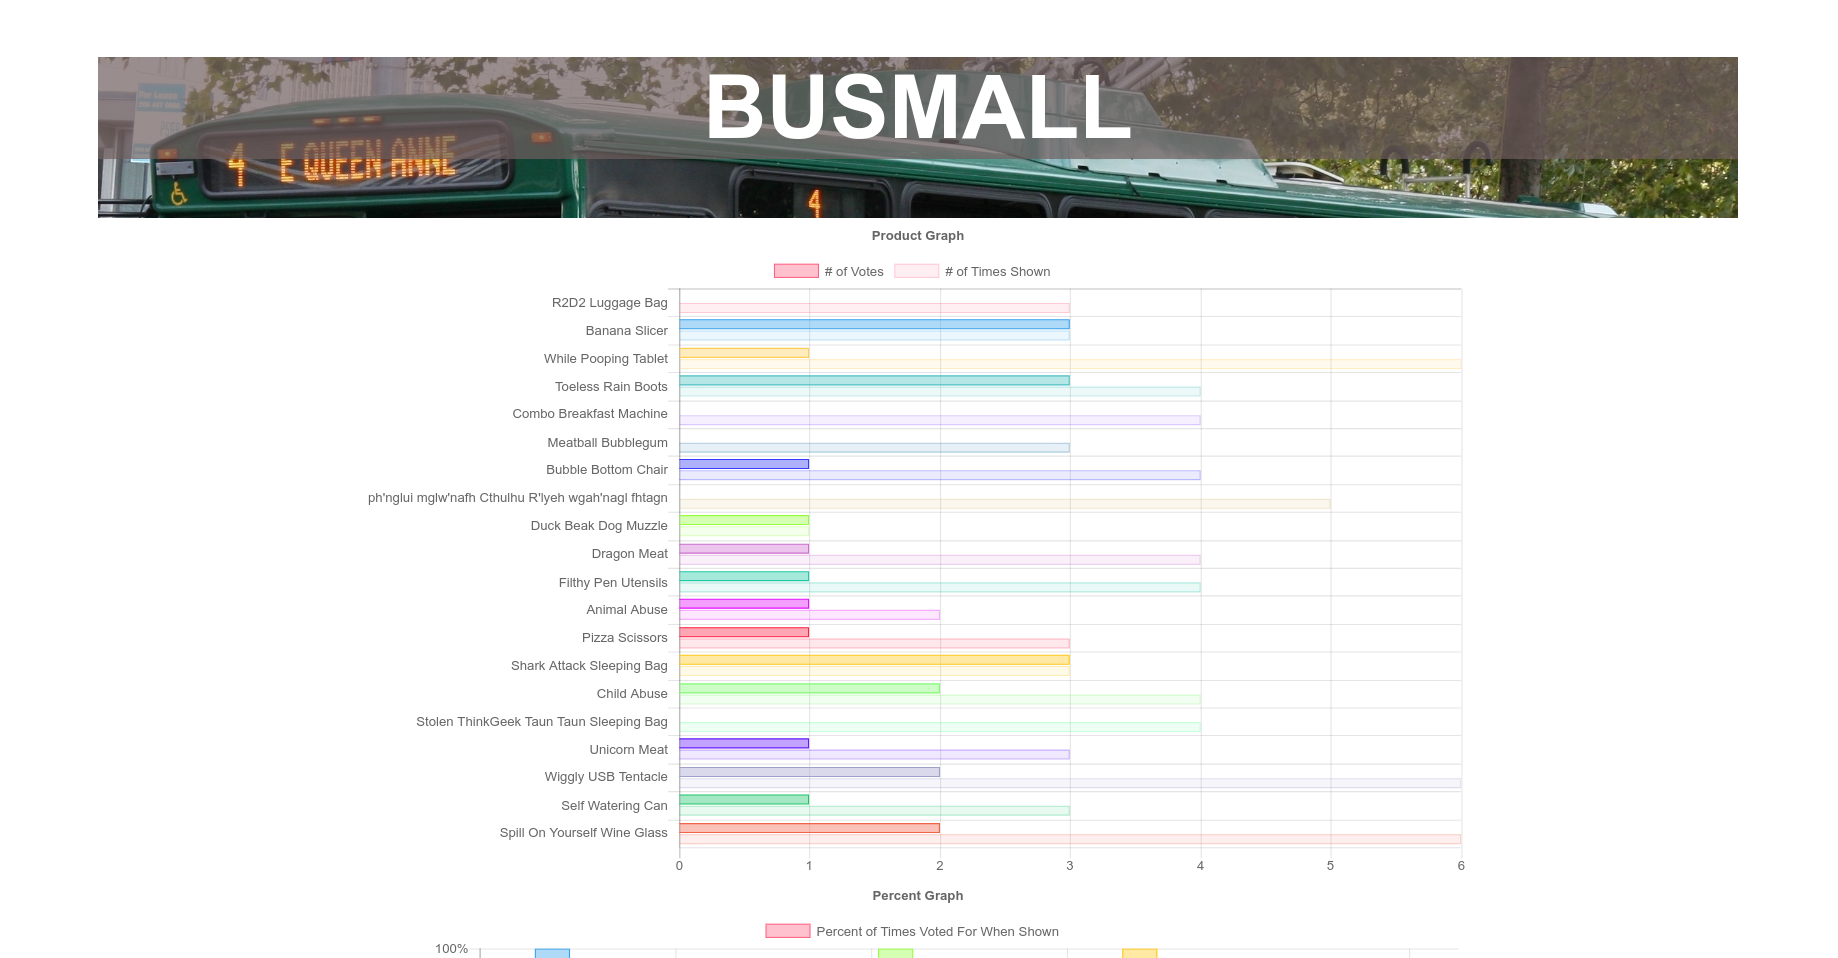 BUSMALL
4 E QUEEN ANNE
4
Product Graph
# of Votes # of Times Shown
R2D2 Luggage Bag
Banana Slicer
While Pooping Tablet
Toeless Rain Boots
Combo Breakfast Machine
Meatball Bubblegum
Bubble Bottom Chair
ph'nglui mglw'nafh Cthulhu R'lyeh wgah'nagl fhtagn
Duck Beak Dog Muzzle
Dragon Meat
Filthy Pen Utensils
Animal Abuse
Pizza Scissors
Shark Attack Sleeping Bag
Child Abuse
Stolen ThinkGeek Taun Taun Sleeping Bag
Unicorn Meat
Wiggly USB Tentacle
Self Watering Can
Spill On Yourself Wine Glass
0 1 2 3 4 5 6
Percent Graph
Percent of Times Voted For When Shown
100%